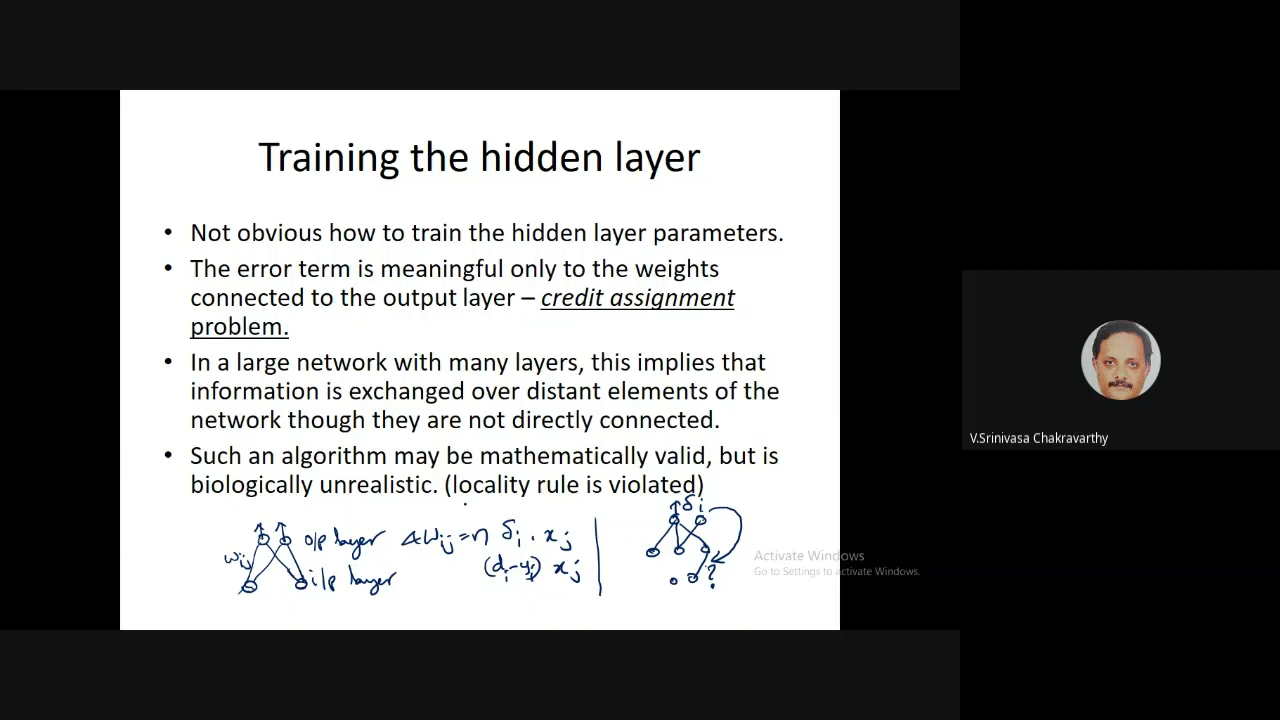 Training the hidden layer
• Not obvious how to train the hidden layer parameters.
• The error term is meaningful only to the weights
connected to the output layer – credit assignment
problem.
• In a large network with many layers, this implies that
information is exchanged over distant elements of the
network though they are not directly connected.
• Such an algorithm may be mathematically valid, but is
biologically unrealistic. (locality rule is violated)
δi
o/p layer Δwij = η δi . xj
wij
(di-yi) xj
i/p layer
?
Activate Windows
Go to Settings to activate Windows.
V.Srinivasa Chakravarthy